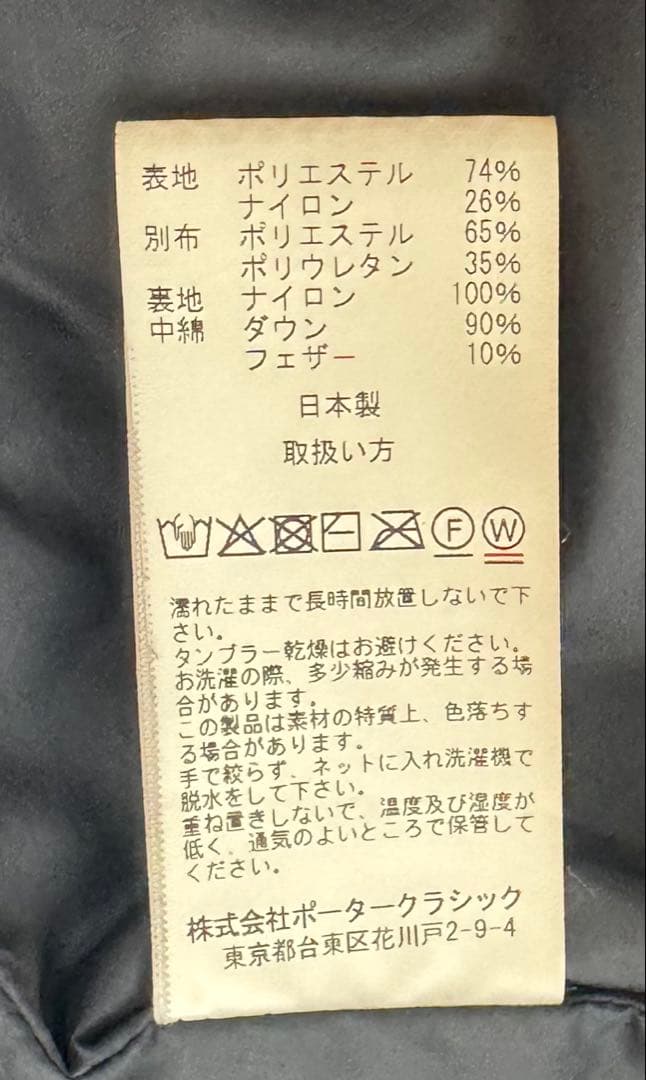 表地 ポリエステル 74%
ナイロン 26%
別布 ポリエステル 65%
ポリウレタン 35%
裏地 ナイロン 100%
中綿 ダウン 90%
フェザー 10%
日本製
取扱い方
F W
濡れたままで長時間放置しないで下
さい。
タンブラー乾燥はお避けください。
お洗濯の際、多少縮みが発生する場
合があります。
この製品は素材の特質上、色落ちす
る場合があります。
手で絞らず、ネットに入れ洗濯機で
脱水をして下さい。
重ね置きしないで、温度及び湿度が
低く、通気のよいところで保管して
ください。
株式会社ポータークラシック
東京都台東区花川戸2-9-4